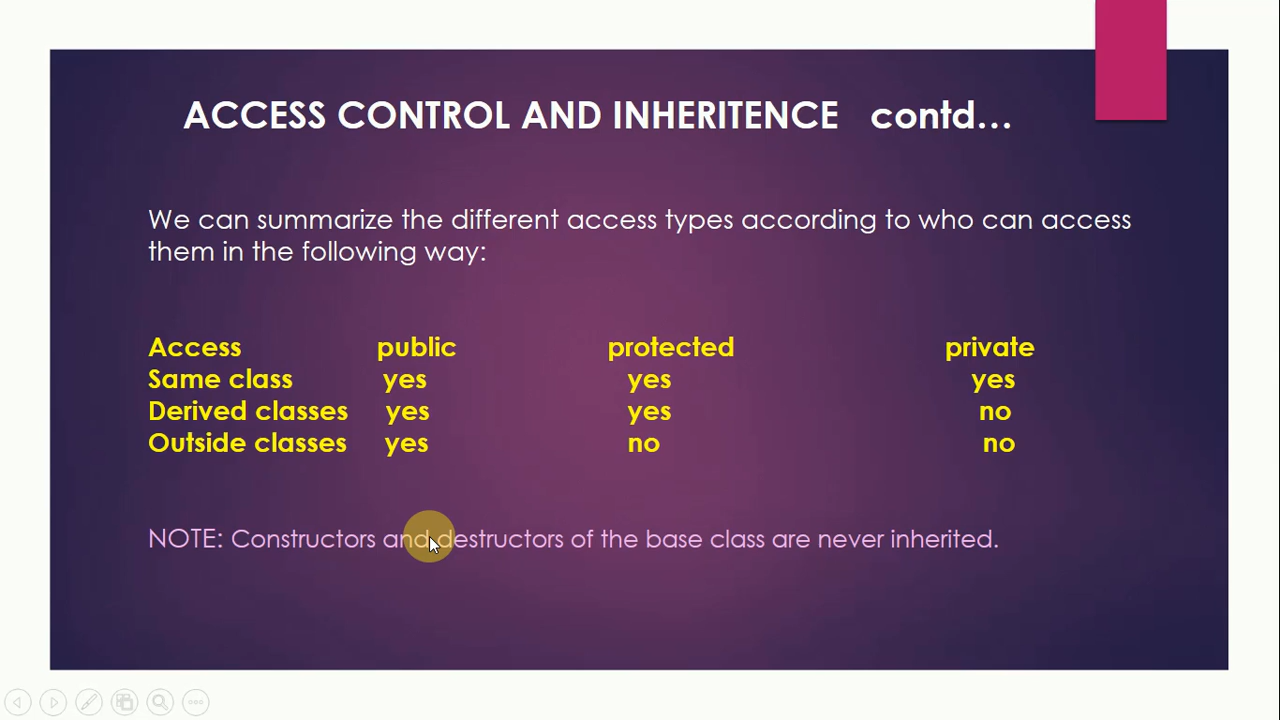 ACCESS CONTROL AND INHERITENCE contd...
We can summarize the different access types according to who can access
them in the following way:
Access public protected private
Same class yes yes yes
Derived classes yes yes no
Outside classes yes no no
NOTE: Constructors and destructors of the base class are never inherited.